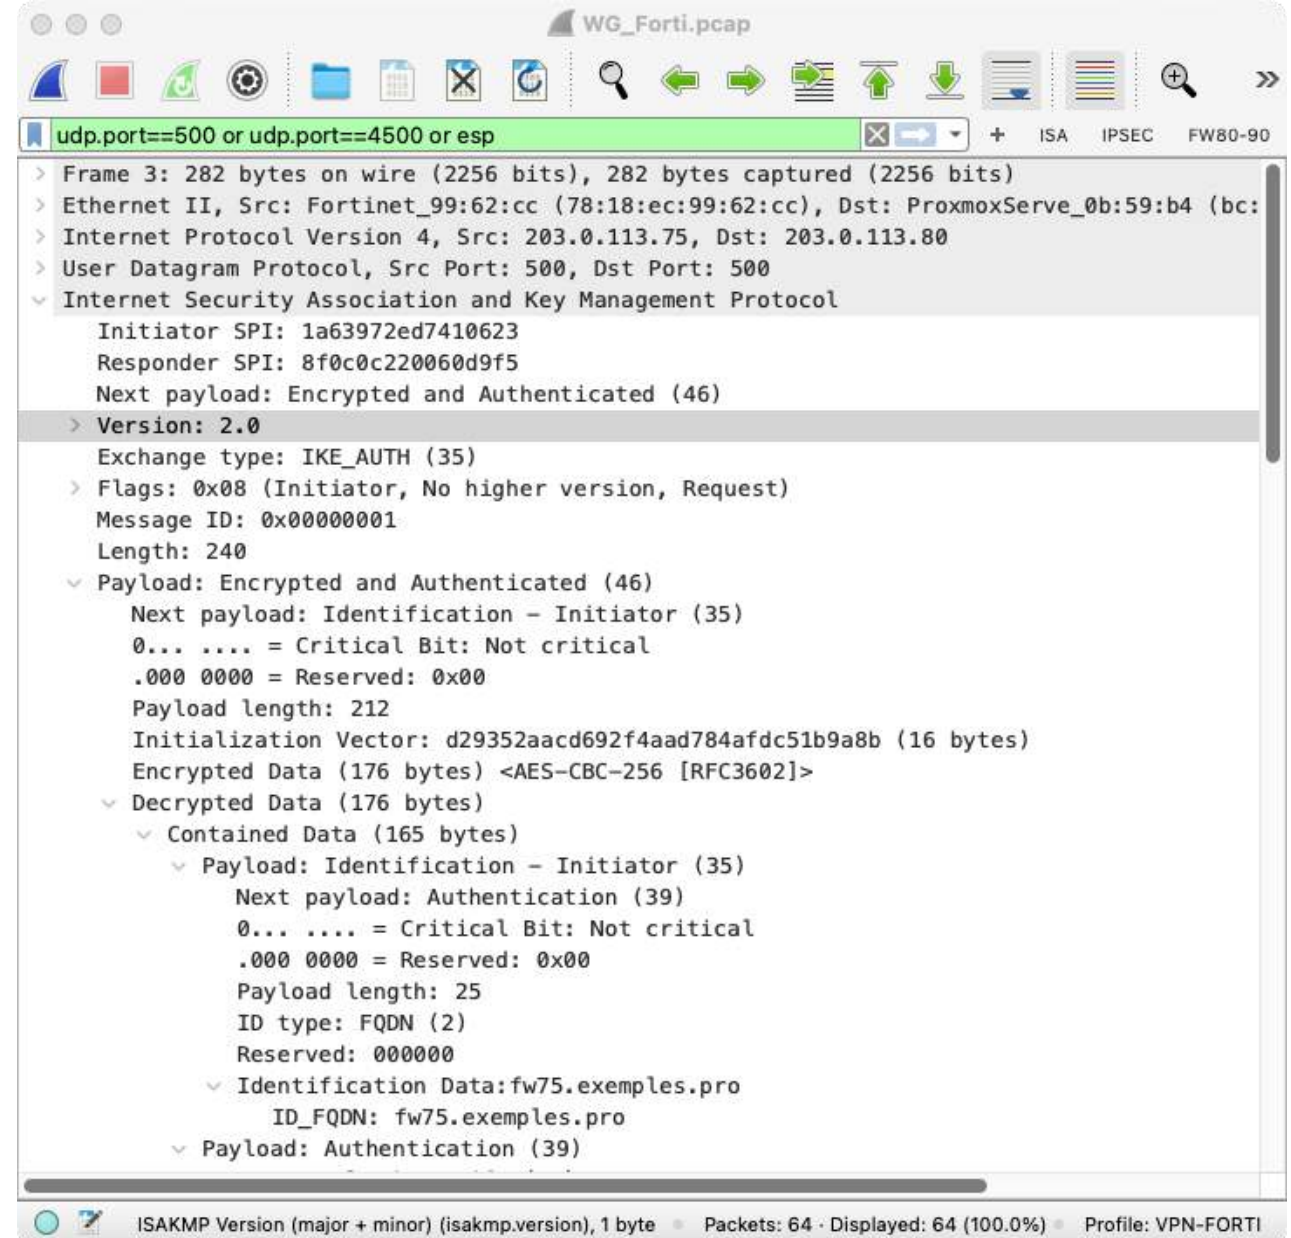 WG_Forti.pcap
udp.port==500 or udp.port==4500 or esp
+ ISA IPSEC FW80-90
Frame 3: 282 bytes on wire (2256 bits), 282 bytes captured (2256 bits)
Ethernet II, Src: Fortinet_99:62:cc (78:18:ec:99:62:cc), Dst: ProxmoxServe_0b:59:b4 (bc:
Internet Protocol Version 4, Src: 203.0.113.75, Dst: 203.0.113.80
User Datagram Protocol, Src Port: 500, Dst Port: 500
Internet Security Association and Key Management Protocol
Initiator SPI: 1a63972ed7410623
Responder SPI: 8f0c0c220060d9f5
Next payload: Encrypted and Authenticated (46)
Version: 2.0
Exchange type: IKE_AUTH (35)
Flags: 0x08 (Initiator, No higher version, Request)
Message ID: 0x00000001
Length: 240
Payload: Encrypted and Authenticated (46)
Next payload: Identification – Initiator (35)
0... .... = Critical Bit: Not critical
.000 0000 = Reserved: 0x00
Payload length: 212
Initialization Vector: d29352aacd692f4aad784afdc51b9a8b (16 bytes)
Encrypted Data (176 bytes) <AES-CBC-256 [RFC3602]>
Decrypted Data (176 bytes)
Contained Data (165 bytes)
Payload: Identification – Initiator (35)
Next payload: Authentication (39)
0... .... = Critical Bit: Not critical
.000 0000 = Reserved: 0x00
Payload length: 25
ID type: FQDN (2)
Reserved: 000000
Identification Data:fw75.exemples.pro
ID_FQDN: fw75.exemples.pro
Payload: Authentication (39)
ISAKMP Version (major + minor) (isakmp.version), 1 byte Packets: 64 · Displayed: 64 (100.0%) Profile: VPN-FORTI